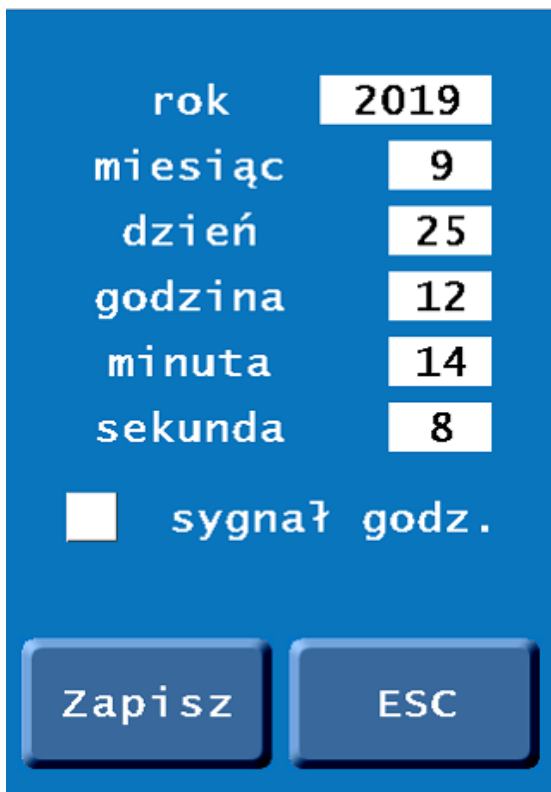 rok 2019
miesiąc 9
dzień 25
godzina 12
minuta 14
sekunda 8
sygnał godz.
Zapisz ESC